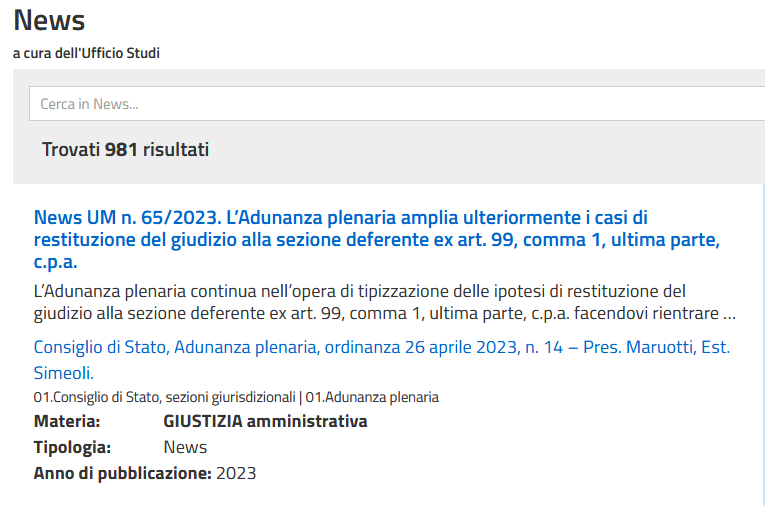 News
a cura dell'Ufficio Studi
Cerca in News...
Trovati 981 risultati
News UM n. 65/2023. L’Adunanza plenaria amplia ulteriormente i casi di
restituzione del giudizio alla sezione deferente ex art. 99, comma 1, ultima parte,
c.p.a.
L’Adunanza plenaria continua nell’opera di tipizzazione delle ipotesi di restituzione del
giudizio alla sezione deferente ex art. 99, comma 1, ultima parte, c.p.a. facendovi rientrare ...
Consiglio di Stato, Adunanza plenaria, ordinanza 26 aprile 2023, n. 14 – Pres. Maruotti, Est.
Simeoli.
01.Consiglio di Stato, sezioni giurisdizionali | 01.Adunanza plenaria
Materia: GIUSTIZIA amministrativa
Tipologia: News
Anno di pubblicazione: 2023